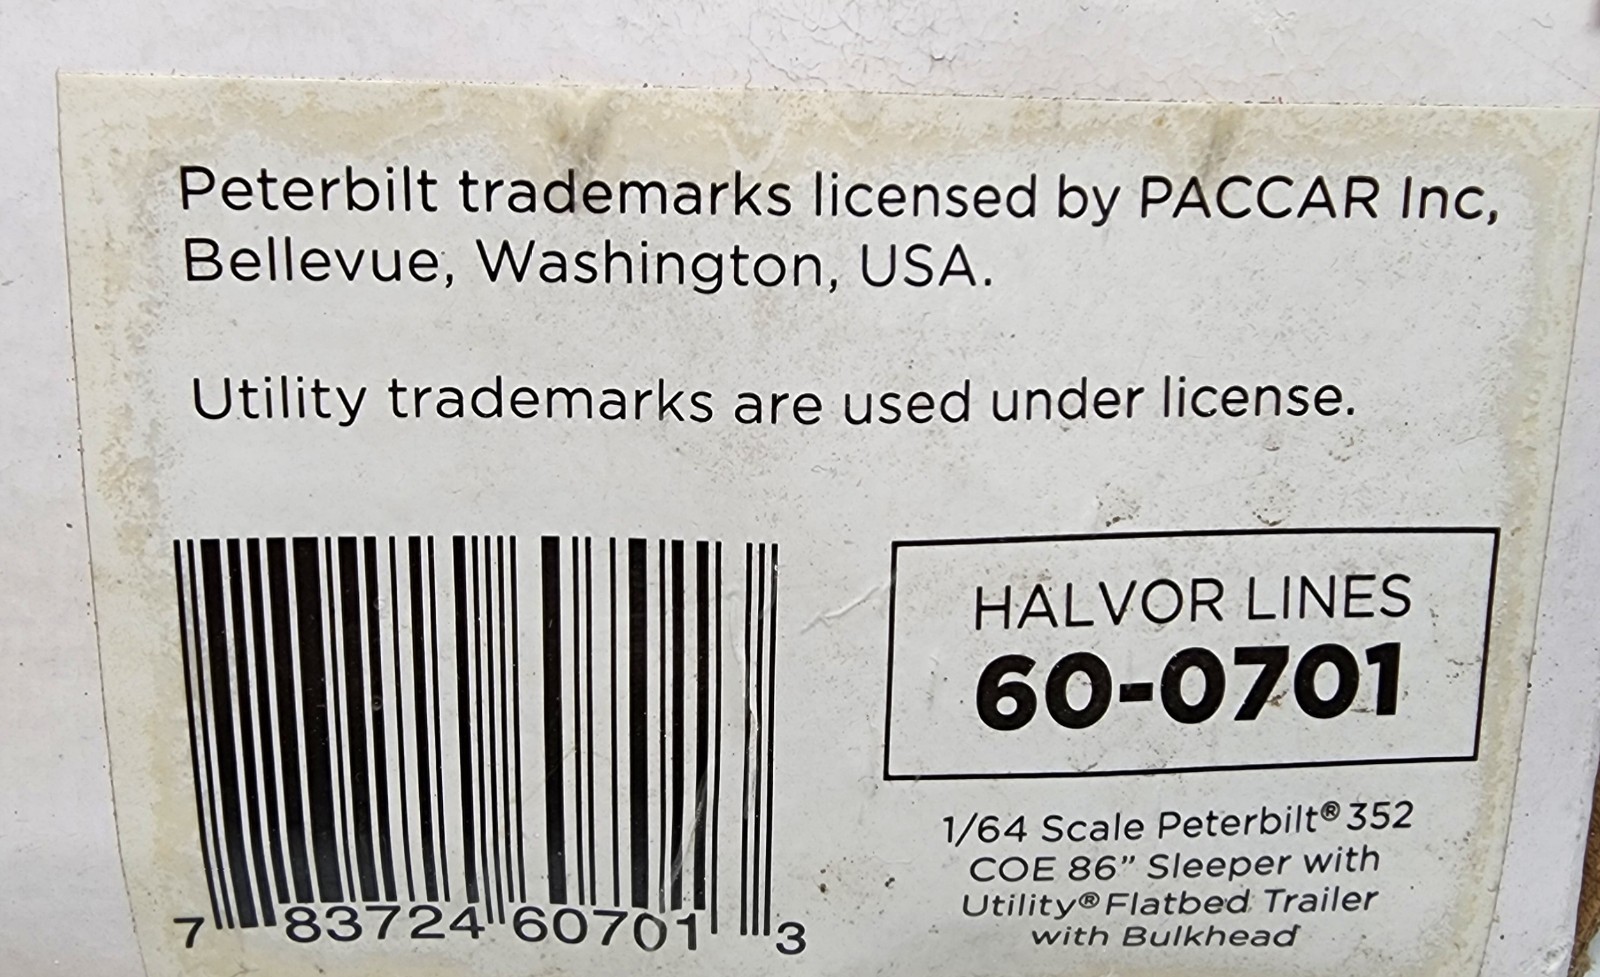 Peterbilt trademarks licensed by PACCAR Inc,
Bellevue, Washington, USA.
Utility trademarks are used under license.
HALVOR LINES
60-0701
1/64 Scale Peterbilt® 352
COE 86” Sleeper with
Utility® Flatbed Trailer
with Bulkhead
7 83724 60701 3